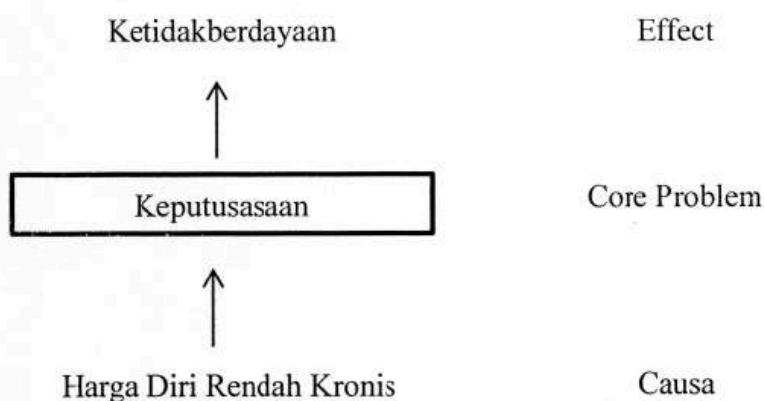 Ketidakberdayaan Effect
Keputusasaan Core Problem
Harga Diri Rendah Kronis Causa